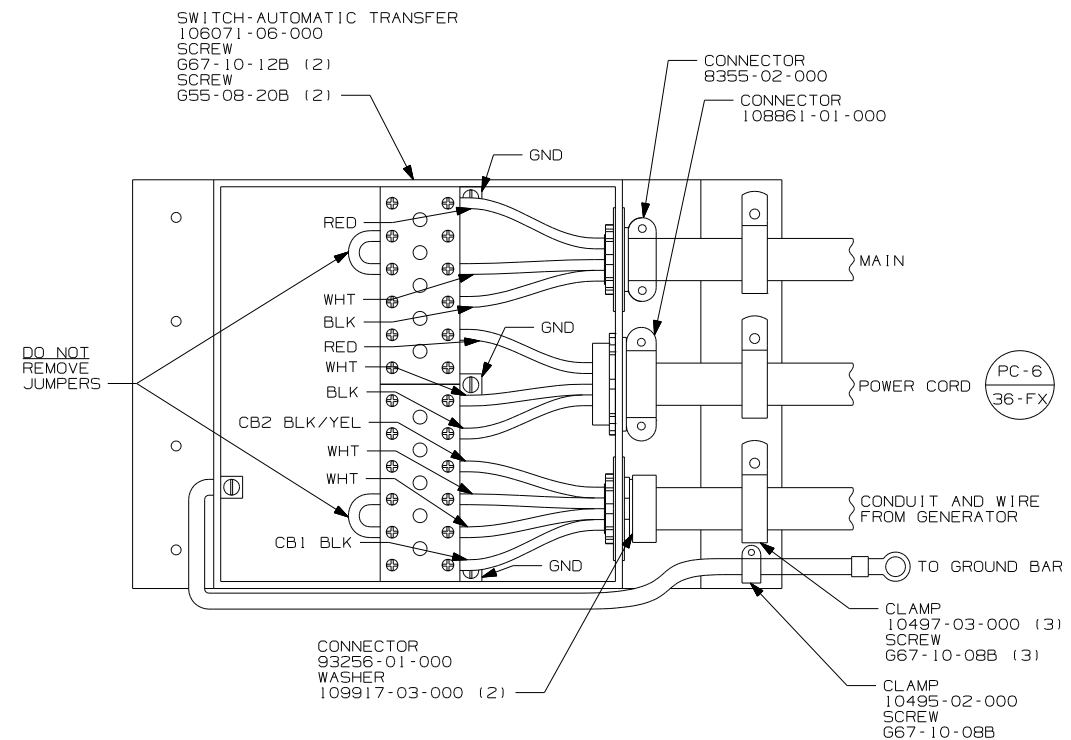 SWITCH-AUTOMATIC TRANSFER
106071-06-000
SCREW
G67-10-12B (2)
SCREW
G55-08-20B (2)
CONNECTOR
8355-02-000
CONNECTOR
108861-01-000
GND
RED
MAIN
WHT
BLK
GND
RED
DO NOT
REMOVE
JUMPERS
WHT
BLK
POWER CORD
PC-6
36-FX
CB2 BLK/YEL
WHT
WHT
CONDUIT AND WIRE
FROM GENERATOR
CB1 BLK
GND
TO GROUND BAR
CLAMP
10497-03-000 (3)
SCREW
G67-10-08B (3)
CONNECTOR
93256-01-000
WASHER
109917-03-000 (2)
CLAMP
10495-02-000
SCREW
G67-10-08B